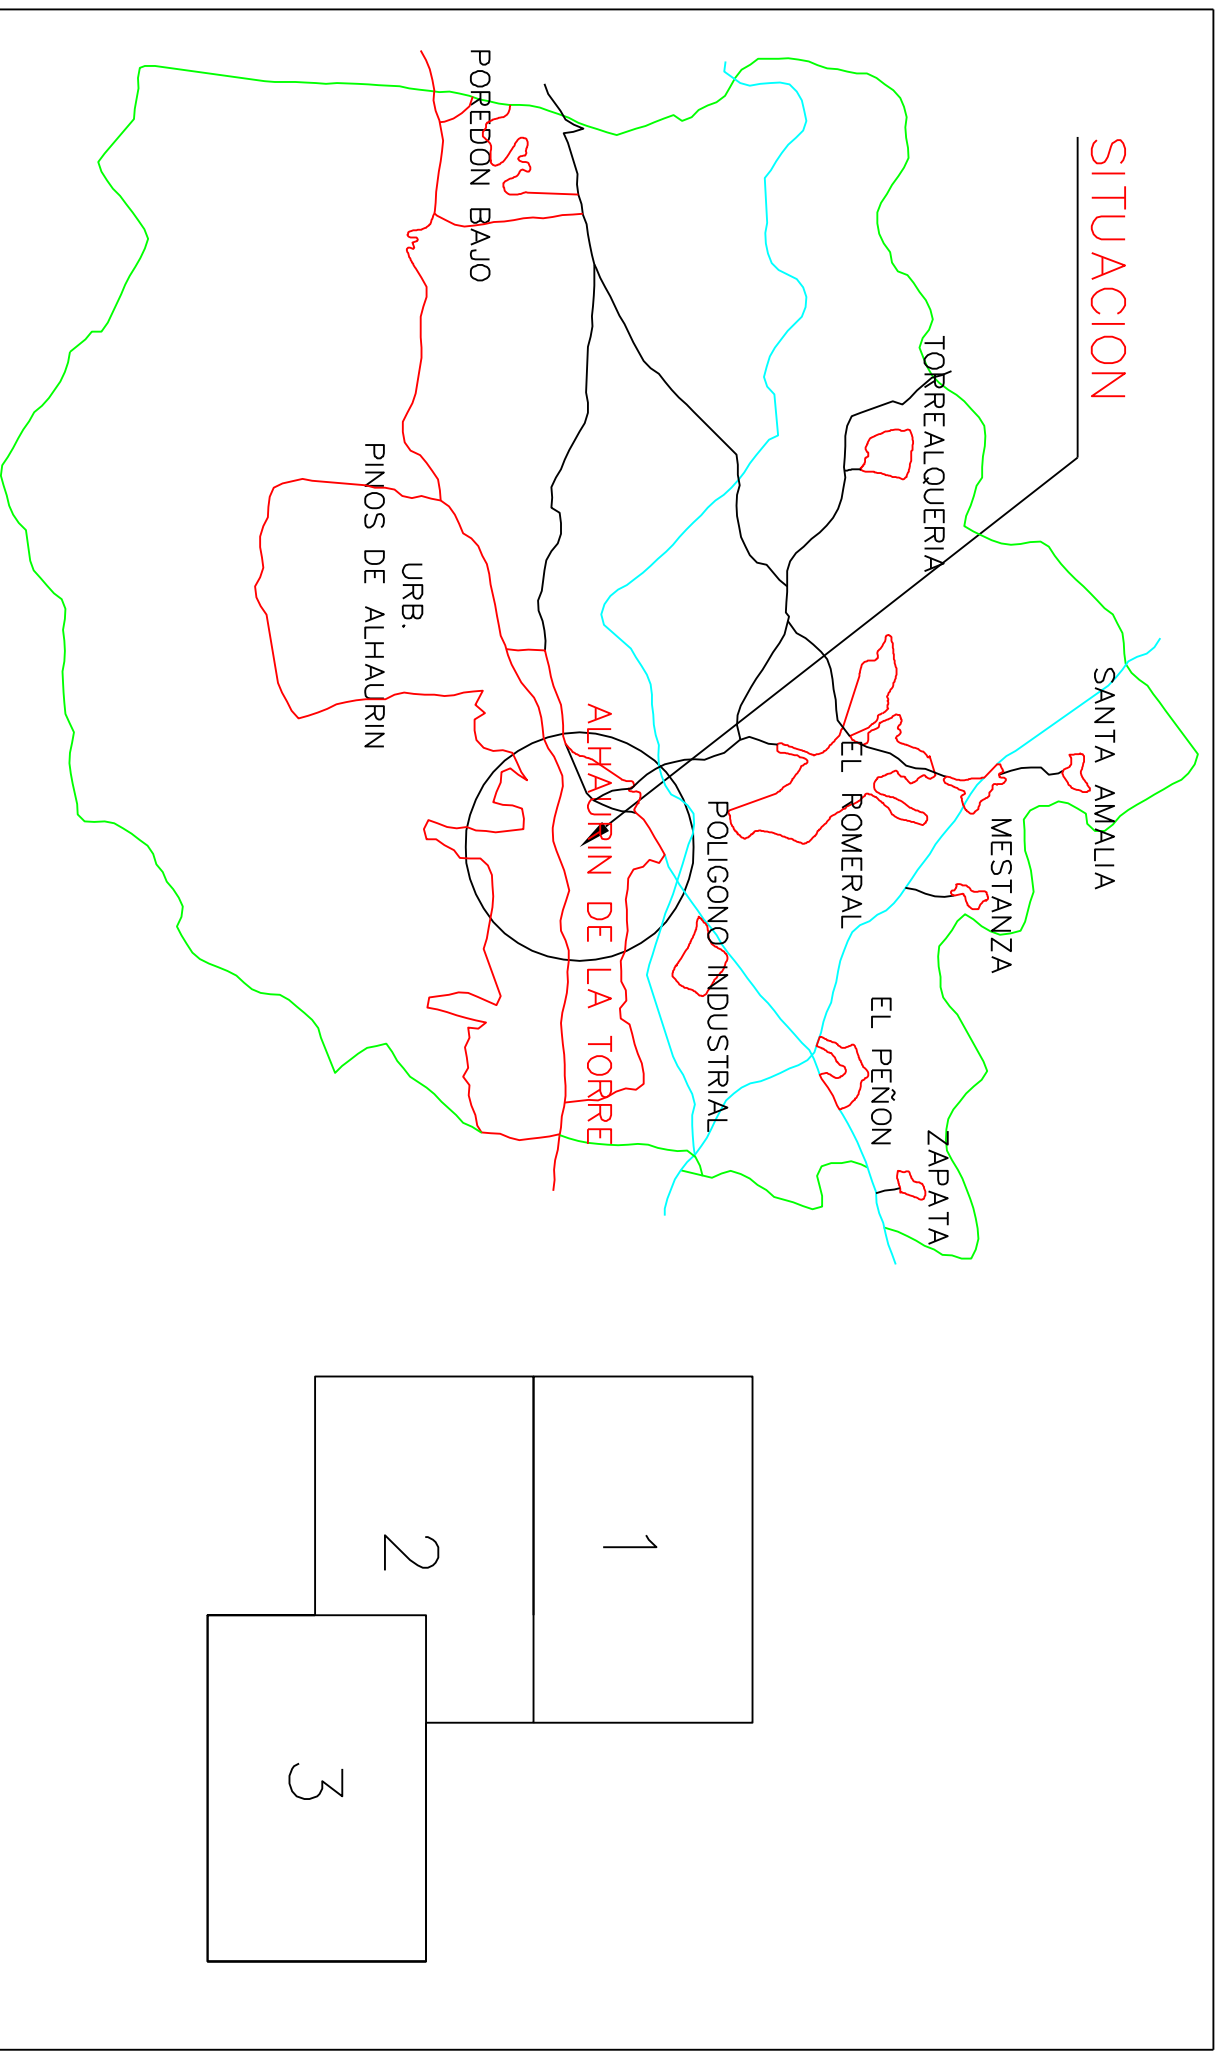 SITUACION
TORREALQUERIA
SANTA AMALIA
MESTANZA
EL ROMERAL
EL PEÑON
ZAPATA
POLIGONO INDUSTRIAL
ALHAURIN DE LA TORRE
POREDON BAJO
URB.
PINOS DE ALHAURIN
1
2
3